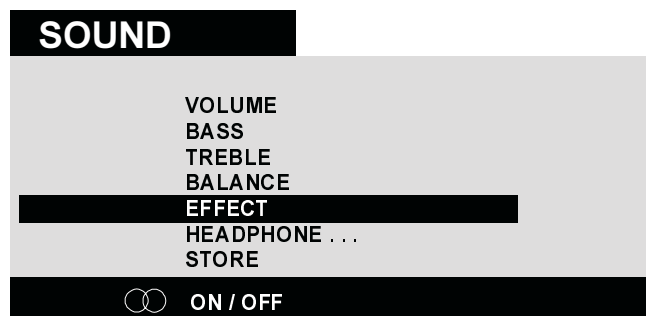 SOUND
VOLUME
BASS
TREBLE
BALANCE
EFFECT
HEADPHONE . . .
STORE
ON / OFF